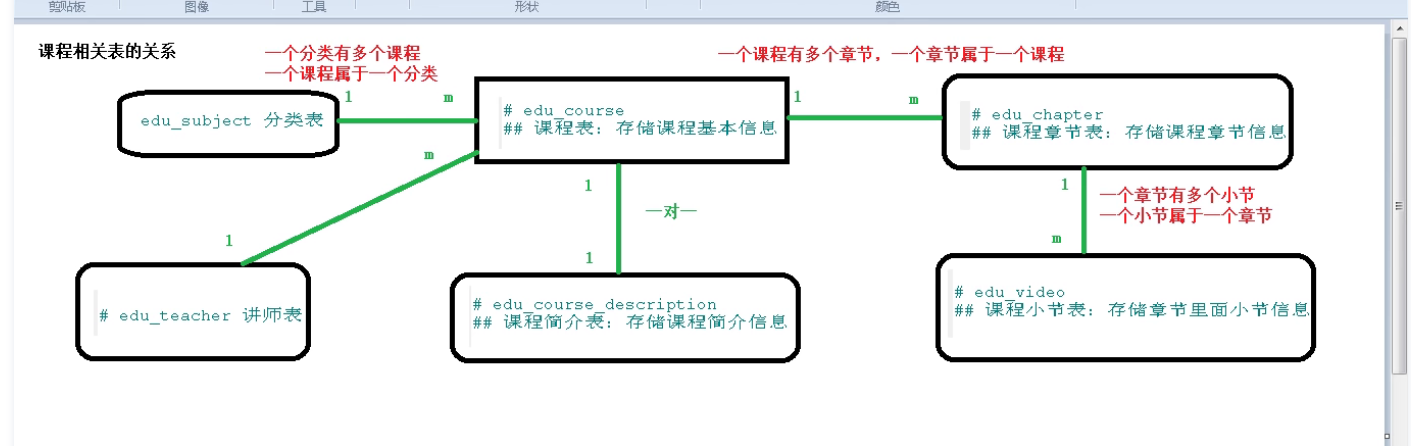 剪贴板 图像 工具 形状 颜色
课程相关表的关系
一个分类有多个课程
一个课程属于一个分类
一个课程有多个章节，一个章节属于一个课程
edu_subject 分类表
1
m
# edu_course
## 课程表：存储课程基本信息
1
m
# edu_chapter
## 课程章节表：存储课程章节信息
m
1
1
一对一
1
1
一个章节有多个小节
一个小节属于一个章节
m
# edu_teacher 讲师表
# edu_course_description
## 课程简介表：存储课程简介信息
# edu_video
## 课程小节表：存储章节里面小节信息